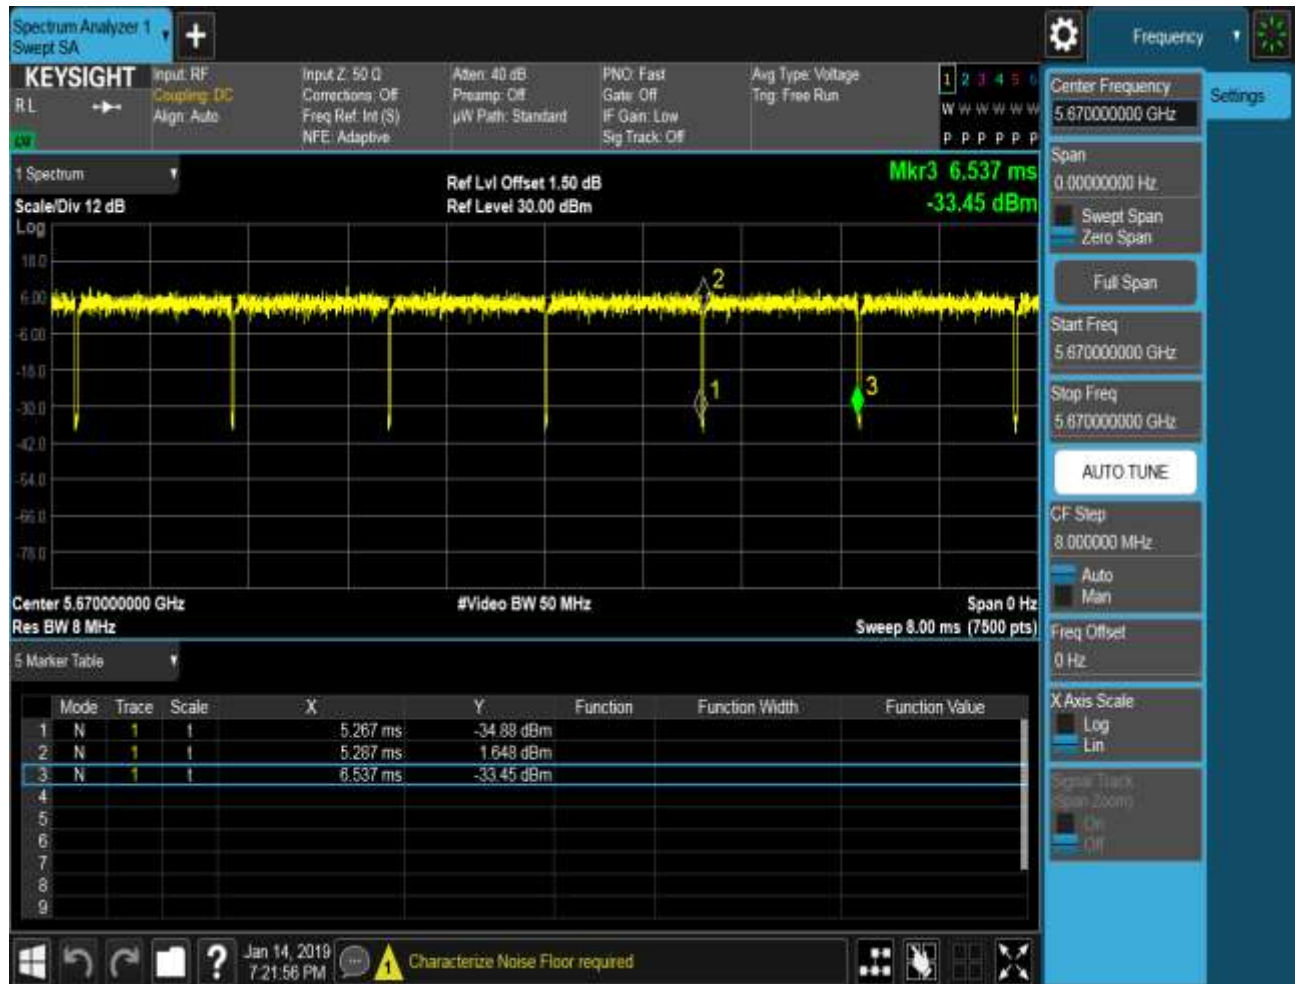 Spectrum Analyzer 1
Swept SA
+
Frequency
KEYSIGHT
RL
Input: RF
Coupling: DC
Align: Auto
Input Z: 50 Ω
Corrections: Off
Freq Ref: Int (S)
NFE: Adaptive
Atten: 40 dB
Preamp: Off
µW Path: Standard
PNO: Fast
Gate: Off
IF Gain: Low
Sig Track: Off
Avg Type: Voltage
Trig: Free Run
1 2 3 4 5 6
W W W W W W
P P P P P P
1 Spectrum
Scale/Div 12 dB
Ref Lvl Offset 1.50 dB
Ref Level 30.00 dBm
Mkr3 6.537 ms
-33.45 dBm
Log
18.0
6.00
-6.00
-18.0
-30.0
-42.0
-54.0
-66.0
-78.0
2
1
3
Center 5.670000000 GHz
#Video BW 50 MHz
Span 0 Hz
Res BW 8 MHz
Sweep 8.00 ms (7500 pts)
5 Marker Table
Mode Trace Scale X Y Function Function Width Function Value
1 N 1 t 5.267 ms -34.88 dBm
2 N 1 t 5.287 ms 1.648 dBm
3 N 1 t 6.537 ms -33.45 dBm
4
5
6
7
8
9
Jan 14, 2019
7:21:56 PM
?
1
Characterize Noise Floor required
Center Frequency
5.670000000 GHz
Settings
Span
0.00000000 Hz
Swept Span
Zero Span
Full Span
Start Freq
5.670000000 GHz
Stop Freq
5.670000000 GHz
AUTO TUNE
CF Step
8.000000 MHz
Auto
Man
Freq Offset
0 Hz
X Axis Scale
Log
Lin
Signal Track
(Span Zoom)
On
Off